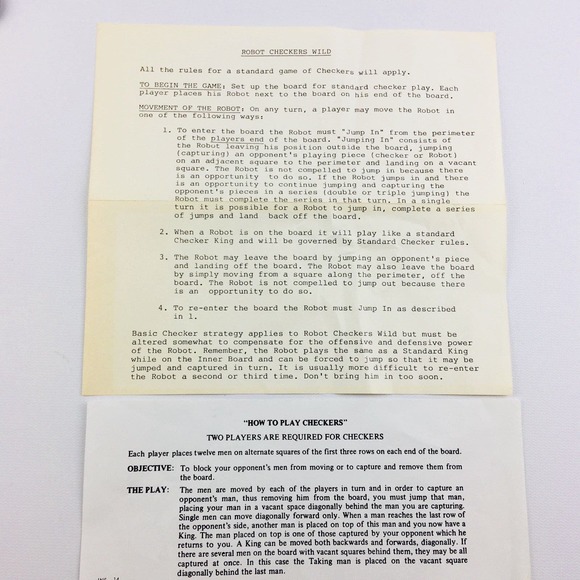 ROBOT CHECKERS WILD
All the rules for a standard game of Checkers will apply.
TO BEGIN THE GAME: Set up the board for standard checker play. Each
player places his Robot next to the board on his end of the board.
MOVEMENT OF THE ROBOT: On any turn, a player may move the Robot in
one of the following ways:
1. To enter the board the Robot must "Jump In" from the perimeter
of the players end of the board. "Jumping In" consists of
the Robot leaving his position outside the board, jumping
(capturing) an opponent's playing piece (checker or Robot)
on an adjacent square to the perimeter and landing on a vacant
square. The Robot is not compelled to jump in because there
is an opportunity to do so. If the Robot jumps in and there
is an opportunity to continue jumping and capturing the
opponent's pieces in a series (double or triple jumping) the
Robot must complete the series in that turn. In a single
turn it is possible for a Robot to jump in, complete a series
of jumps and land back off the board.
2. When a Robot is on the board it will play like a standard
Checker King and will be governed by Standard Checker rules.
3. The Robot may leave the board by jumping an opponent's piece
and landing off the board. The Robot may also leave the board
by simply moving from a square along the perimeter, off the
board. The Robot is not compelled to jump out because there
is an opportunity to do so.
4. To re-enter the board the Robot must Jump In as described
in 1.
Basic Checker strategy applies to Robot Checkers Wild but must be
altered somewhat to compensate for the offensive and defensive power
of the Robot. Remember, the Robot plays the same as a Standard King
while on the Inner Board and can be forced to jump so that it may be
jumped and captured in turn. It is usually more difficult to re-enter
the Robot a second or third time. Don't bring him in too soon.
"HOW TO PLAY CHECKERS"
TWO PLAYERS ARE REQUIRED FOR CHECKERS
Each player places twelve men on alternate squares of the first three rows on each end of the board.
OBJECTIVE: To block your opponent's men from moving or to capture and remove them from
the board.
THE PLAY: The men are moved by each of the players in turn and in order to capture an
opponent's man, thus removing him from the board, you must jump that man,
placing your man in a vacant space diagonally behind the man you are capturing.
Single men can move diagonally forward only. When a man reaches the last row of
the opponent's side, another man is placed on top of this man and you now have a
King. The man placed on top is one of those captured by your opponent which he
returns to you. A King can be moved both backwards and forwards, diagonally. If
there are several men on the board with vacant squares behind them, they may be all
captured at once. In this case the Taking man is placed on the vacant square
diagonally behind the last man.